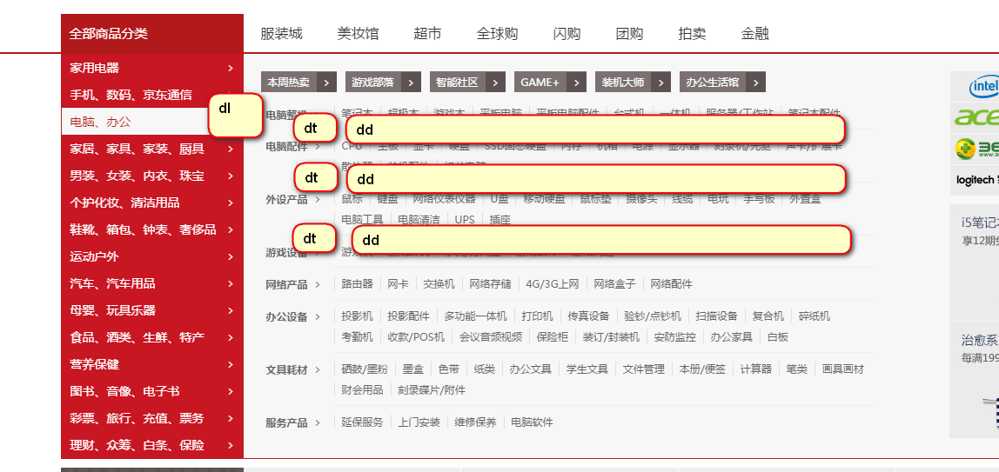 全部商品分类 服装城 美妆馆 超市 全球购 闪购 团购 拍卖 金融
家用电器 >
手机、数码、京东通信
电脑、办公
家居、家具、家装、厨具 >
男装、女装、内衣、珠宝 >
个护化妆、清洁用品 >
鞋靴、箱包、钟表、奢侈品 >
运动户外 >
汽车、汽车用品 >
母婴、玩具乐器 >
食品、酒类、生鲜、特产 >
营养保健 >
图书、音像、电子书 >
彩票、旅行、充值、票务 >
理财、众筹、白条、保险 >
本周热卖 > 游戏部落 > 智能社区 > GAME+ > 装机大师 > 办公生活馆 >
dl
电脑整机 笔记本 超极本 游戏本 平板电脑 平板电脑配件 台式机 一体机 服务器/工作站 笔记本配件
dt dd
电脑配件 > CPU 主板 显卡 硬盘 SSD固态硬盘 内存 机箱 电源 显示器 刻录机/光驱 声卡/扩展卡
dt dd
外设产品 > 鼠标 键盘 网络仪表仪器 U盘 移动硬盘 鼠标垫 摄像头 线缆 电玩 手写板 外置盒
电脑工具 电脑清洁 UPS 插座
dt dd
游戏设备
网络产品 > 路由器 网卡 交换机 网络存储 4G/3G上网 网络盒子 网络配件
办公设备 > 投影机 投影配件 多功能一体机 打印机 传真设备 验钞/点钞机 扫描设备 复合机 碎纸机
考勤机 收款/POS机 会议音频视频 保险柜 装订/封装机 安防监控 办公家具 白板
文具耗材 > 硒鼓/墨粉 墨盒 色带 纸类 办公文具 学生文具 文件管理 本册/便签 计算器 笔类 画具画材
财会用品 刻录碟片/附件
服务产品 > 延保服务 上门安装 维修保养 电脑软件
intel
logitech
i5笔记
享12期
治愈系
每满199